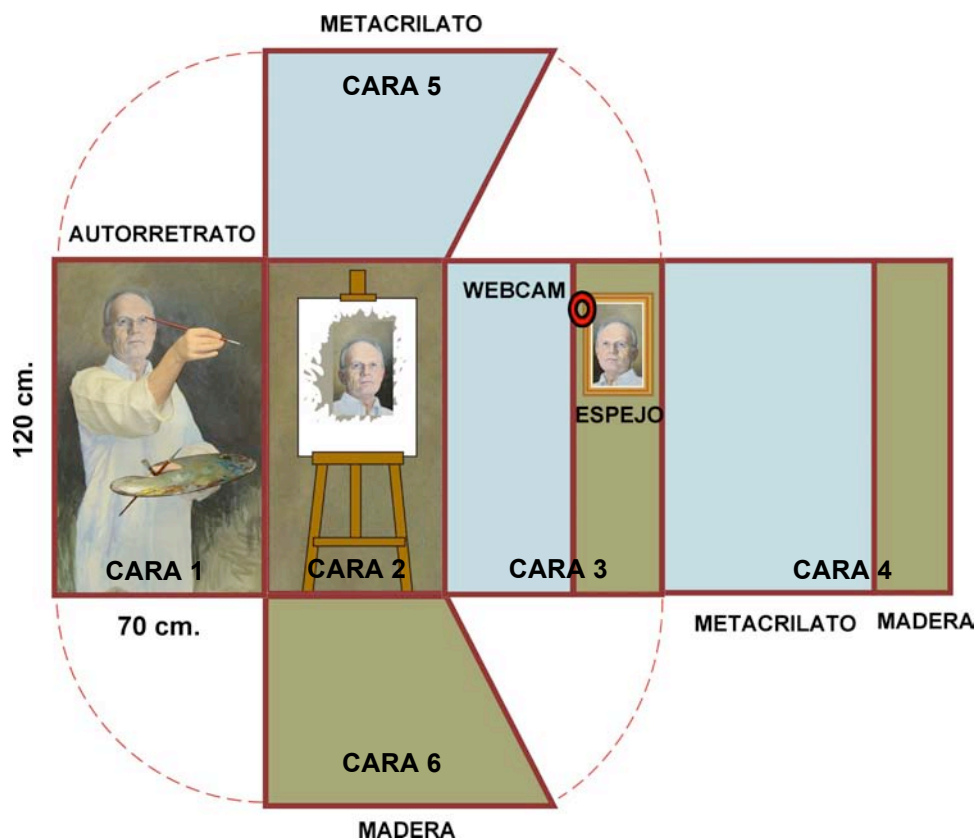 METACRILATO
CARA 5
AUTORRETRATO
WEBCAM
ESPEJO
120 cm.
CARA 1
CARA 2
CARA 3
CARA 4
70 cm.
METACRILATO
MADERA
CARA 6
MADERA